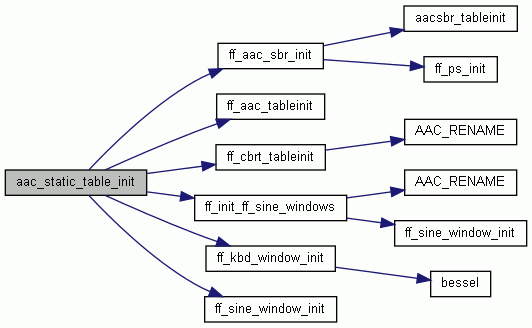 aacsbr_tableinit
ff_aac_sbr_init
ff_ps_init
ff_aac_tableinit
AAC_RENAME
ff_cbrt_tableinit
aac_static_table_init
AAC_RENAME
ff_init_ff_sine_windows
ff_sine_window_init
ff_kbd_window_init
bessel
ff_sine_window_init